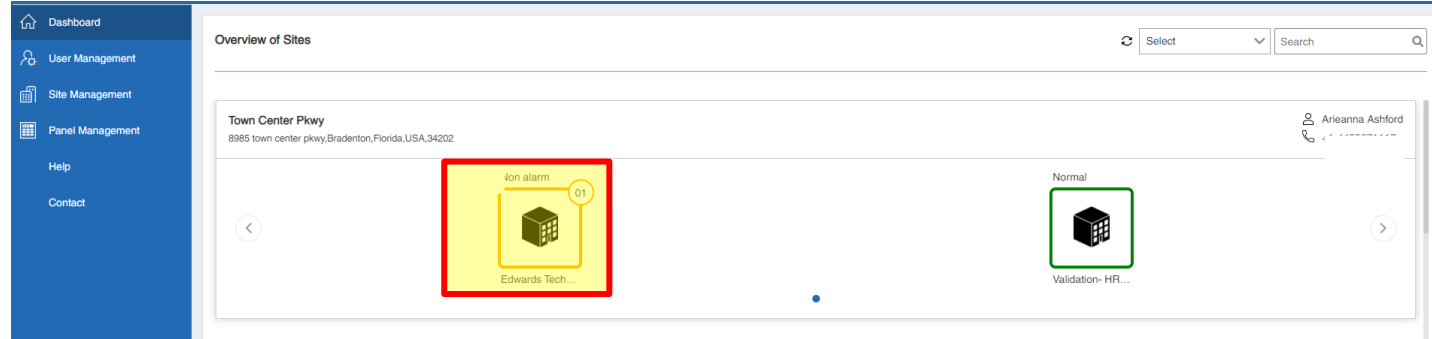 Dashboard
User Management
Site Management
Panel Management
Help
Contact
Overview of Sites
Select
Search
Town Center Pkwy
8985 town center pkwy,Bradenton,Florida,USA,34202
Arieanna Ashford
Non alarm
01
Edwards Tech...
Normal
Validation- HR...